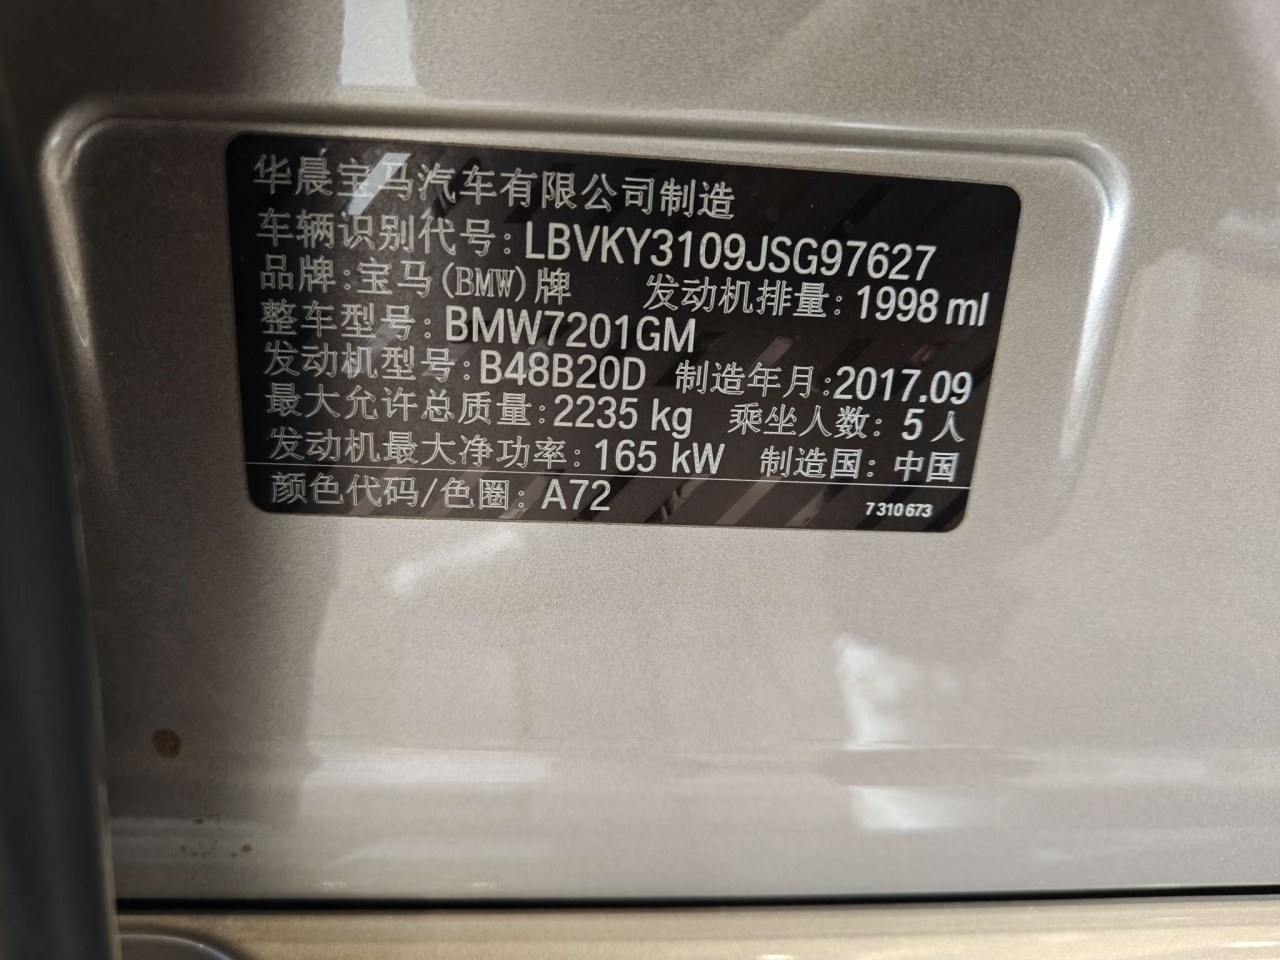 华晨宝马汽车有限公司制造
车辆识别代号:LBVKY3109JSG97627
品牌:宝马(BMW)牌 发动机排量:1998 ml
整车型号:BMW7201GM
发动机型号:B48B20D 制造年月:2017.09
最大允许总质量:2235 kg 乘坐人数:5人
发动机最大净功率:165 kW 制造国:中国
颜色代码/色圈:A72 7 310 673